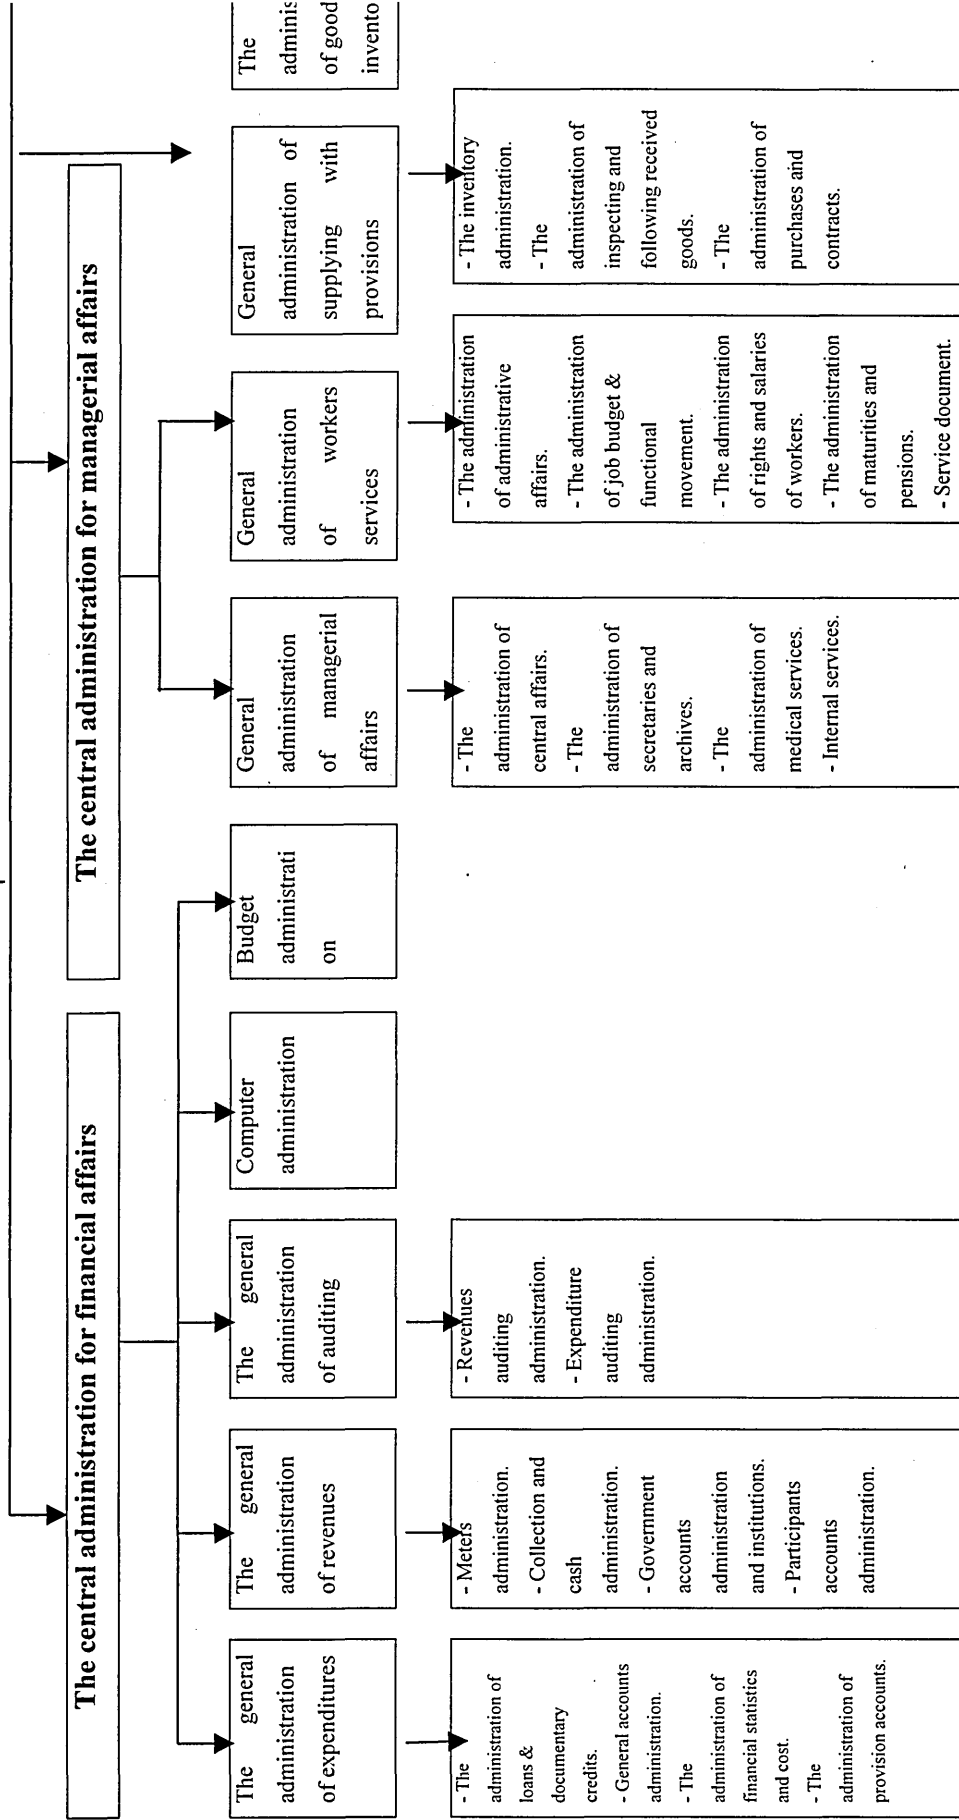 The central administration for financial affairs
The central administration for managerial affairs
The general
administration
of expenditures
The general
administration
of revenues
The general
administration
of auditing
Computer
administration
Budget
administrati
on
General
administration
of managerial
affairs
General
administration
of workers
services
General
administration of
supplying with
provisions
The
adminis
of good
invento
- The
administration of
loans &
documentary
credits.
- General accounts
administration.
- The
administration of
financial statistics
and cost.
- The
administration of
provision accounts.
- Meters
administration.
- Collection and
cash
administration.
- Government
accounts
administration
and institutions.
- Participants
accounts
administration.
- Revenues
auditing
administration.
- Expenditure
auditing
administration.
- The
administration of
central affairs.
- The
administration of
secretaries and
archives.
- The
administration of
medical services.
- Internal services.
- The administration
of administrative
affairs.
- The administration
of job budget &
functional
movement.
- The administration
of rights and salaries
of workers.
- The administration
of maturities and
pensions.
- Service document.
- The inventory
administration.
- The
administration of
inspecting and
following received
goods.
- The
administration of
purchases and
contracts.